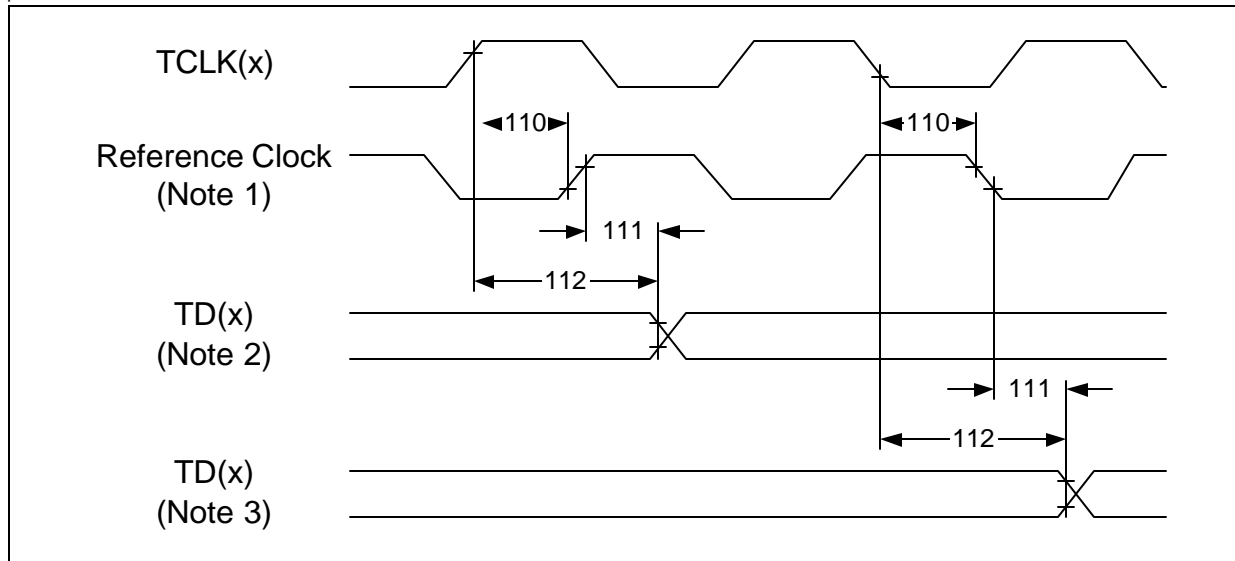 TCLK(x)
110
110
Reference Clock
(Note 1)
111
112
TD(x)
(Note 2)
111
112
TD(x)
(Note 3)